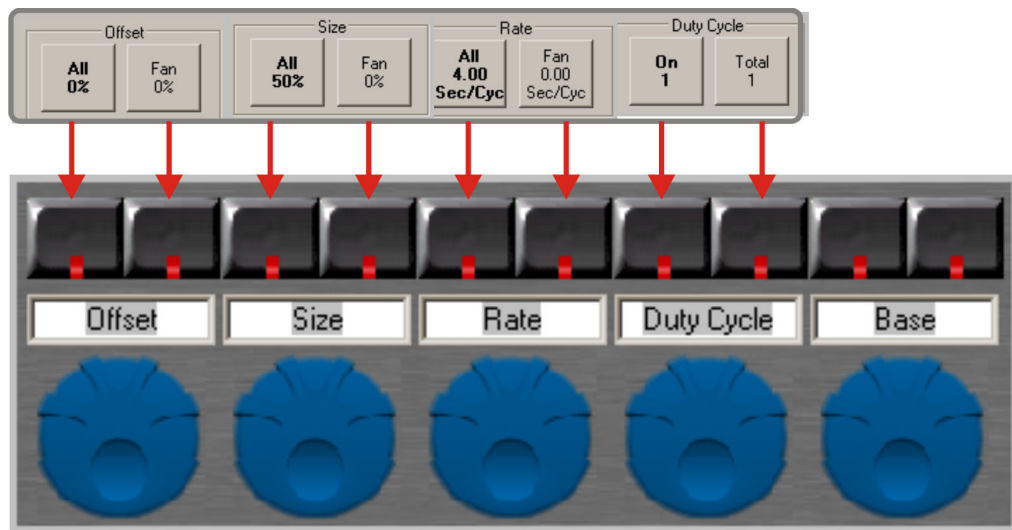 Offset
Size
Rate
Duty Cycle
All
0%
Fan
0%
All
50%
Fan
0%
All
4.00
Sec/Cyc
Fan
0.00
Sec/Cyc
On
1
Total
1
Offset
Size
Rate
Duty Cycle
Base